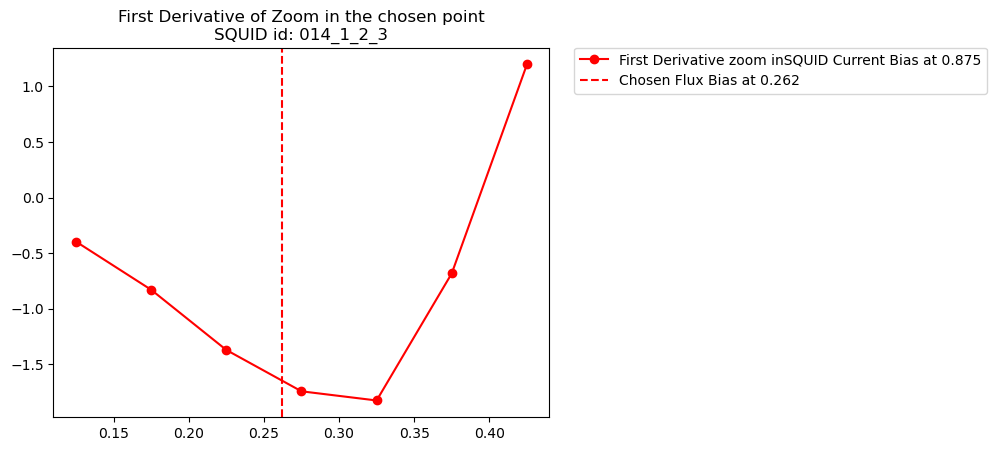 First Derivative of Zoom in the chosen point
SQUID id: 014_1_2_3
First Derivative zoom inSQUID Current Bias at 0.875
Chosen Flux Bias at 0.262
1.0
0.5
0.0
−0.5
−1.0
−1.5
0.15 0.20 0.25 0.30 0.35 0.40